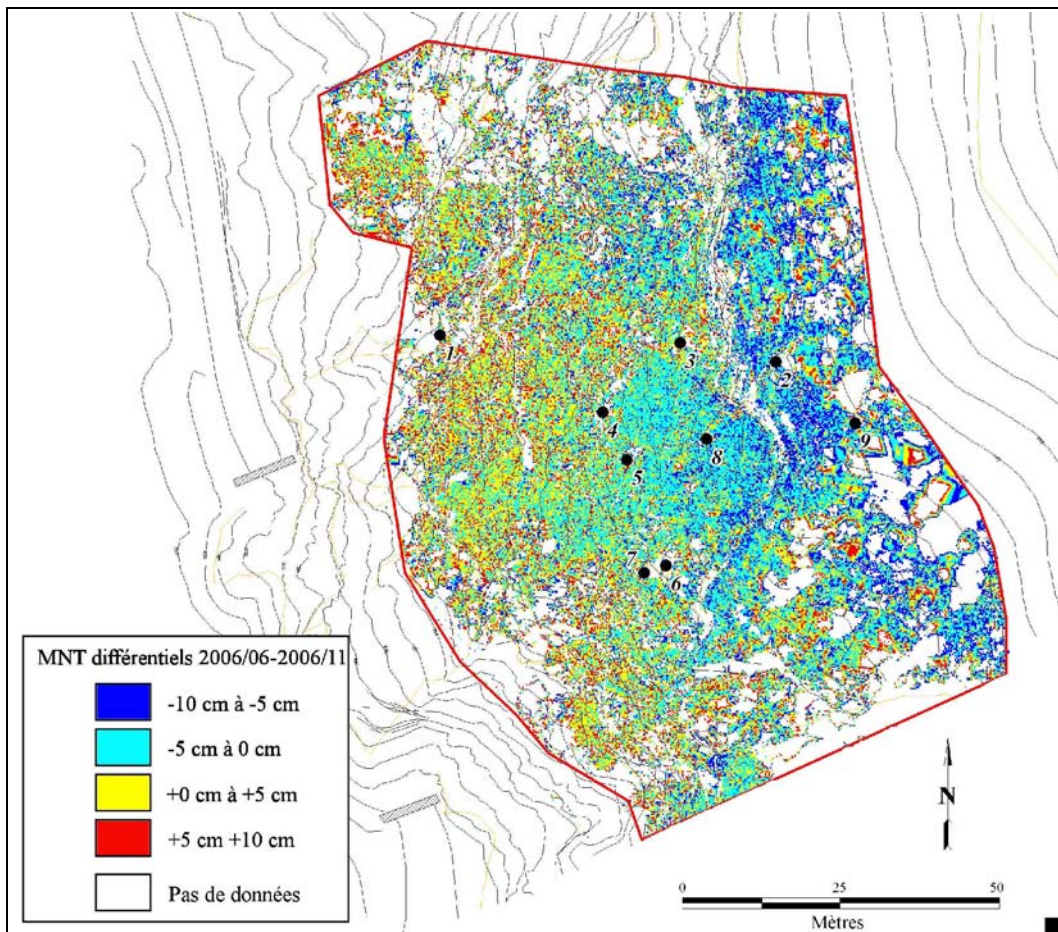 1
3
2
4
9
8
5
7
6
MNT différentiels 2006/06-2006/11
-10 cm à -5 cm
-5 cm à 0 cm
+0 cm à +5 cm
+5 cm +10 cm
Pas de données
N
0 25 50
Mètres